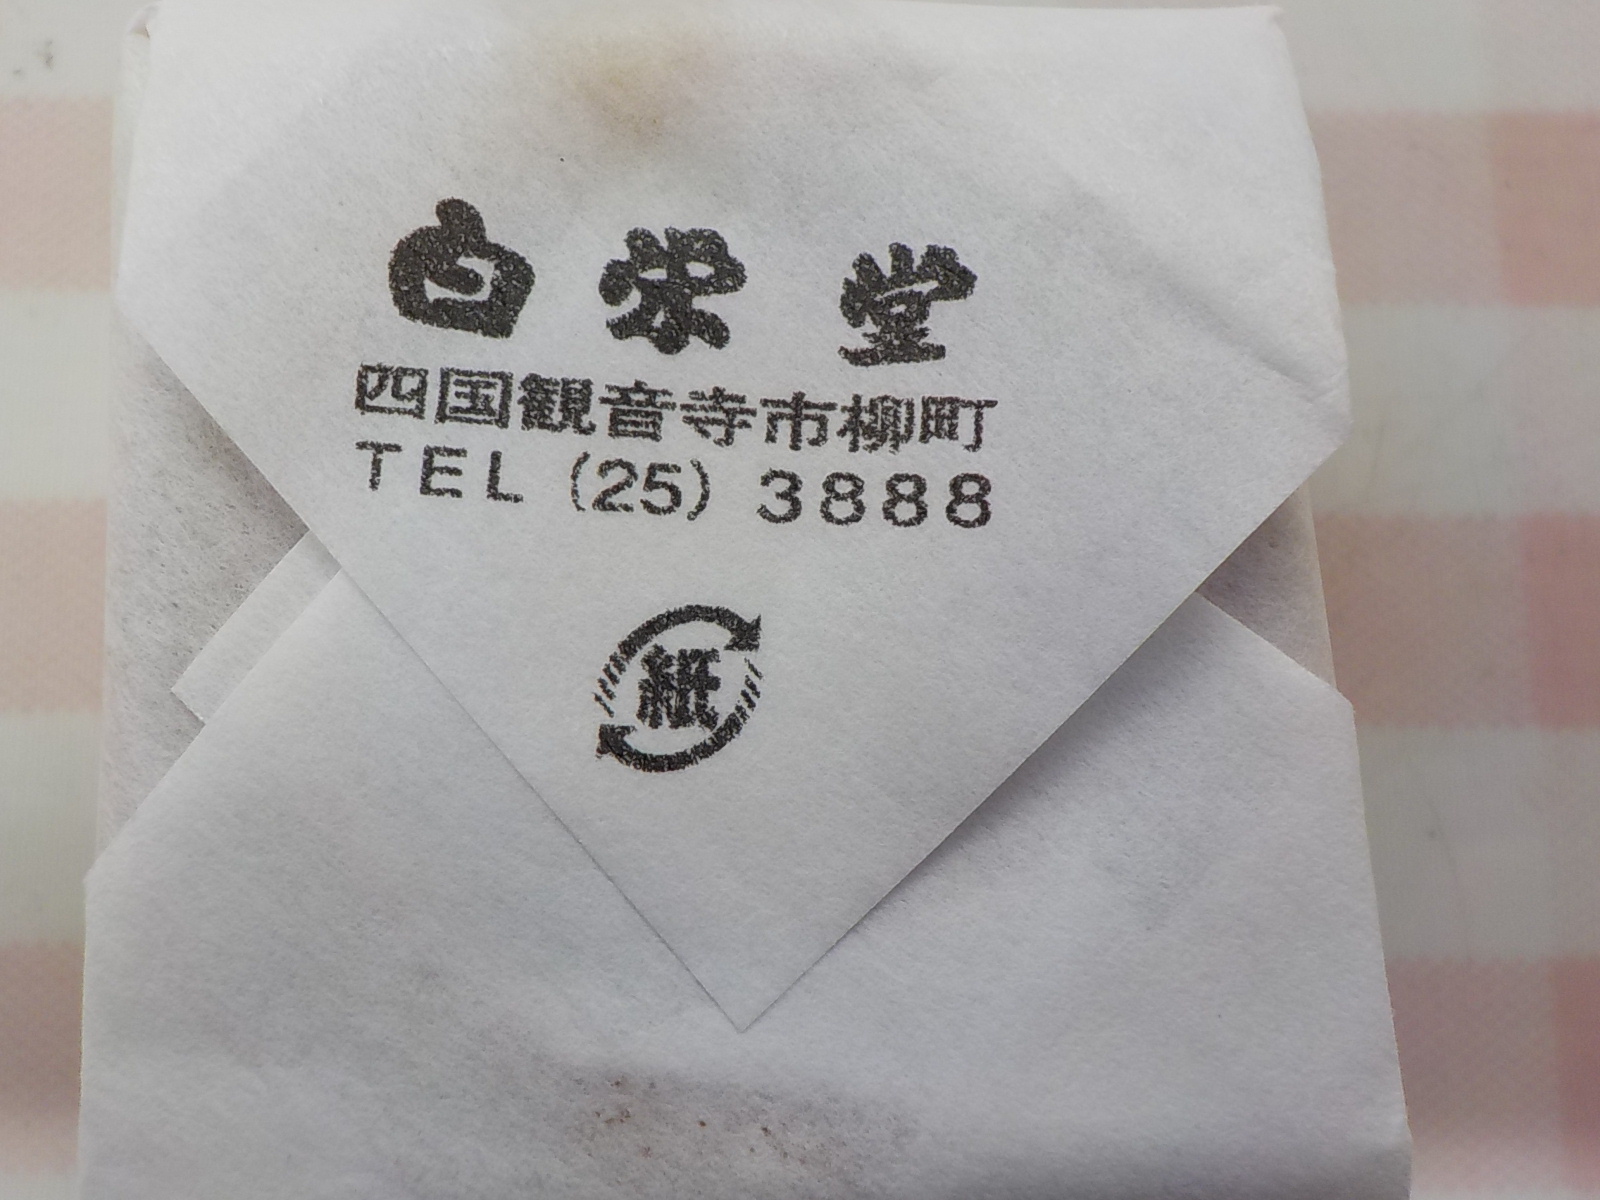 白栄堂
四国観音寺市柳町
TEL (25) 3888
紙